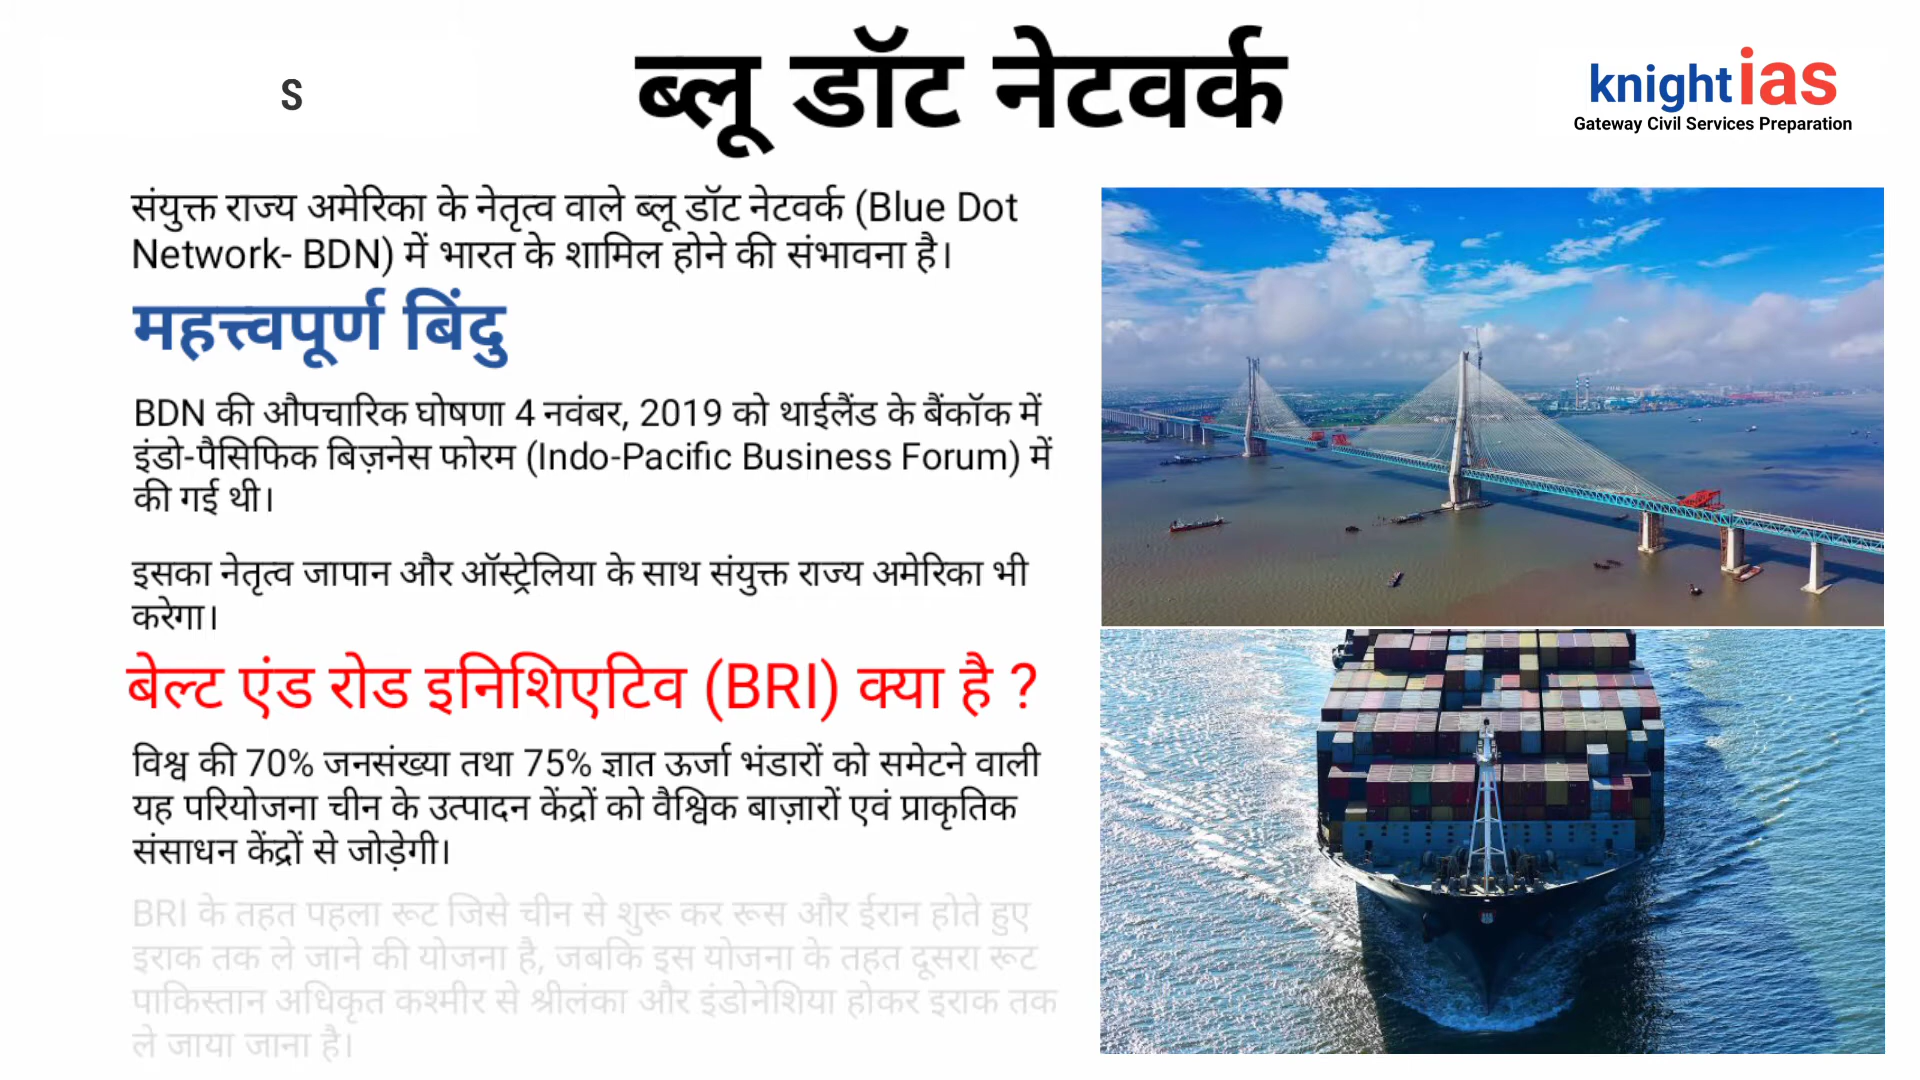 S
ब्लू डॉट नेटवर्क
knightias
Gateway Civil Services Preparation
संयुक्त राज्य अमेरिका के नेतृत्व वाले ब्लू डॉट नेटवर्क (Blue Dot
Network- BDN) में भारत के शामिल होने की संभावना है।
महत्त्वपूर्ण बिंदु
BDN की औपचारिक घोषणा 4 नवंबर, 2019 को थाईलैंड के बैंकॉक में
इंडो-पैसिफिक बिज़नेस फोरम (Indo-Pacific Business Forum) में
की गई थी।
इसका नेतृत्व जापान और ऑस्ट्रेलिया के साथ संयुक्त राज्य अमेरिका भी
करेगा।
बेल्ट एंड रोड इनिशिएटिव (BRI) क्या है ?
विश्व की 70% जनसंख्या तथा 75% ज्ञात ऊर्जा भंडारों को समेटने वाली
यह परियोजना चीन के उत्पादन केंद्रों को वैश्विक बाज़ारों एवं प्राकृतिक
संसाधन केंद्रों से जोड़ेगी।
BRI के तहत पहला रूट जिसे चीन से शुरू कर रूस और ईरान होते हुए
इराक तक ले जाने की योजना है, जबकि इस योजना के तहत दूसरा रूट
पाकिस्तान अधिकृत कश्मीर से श्रीलंका और इंडोनेशिया होकर इराक तक
ले जाया जाना है।